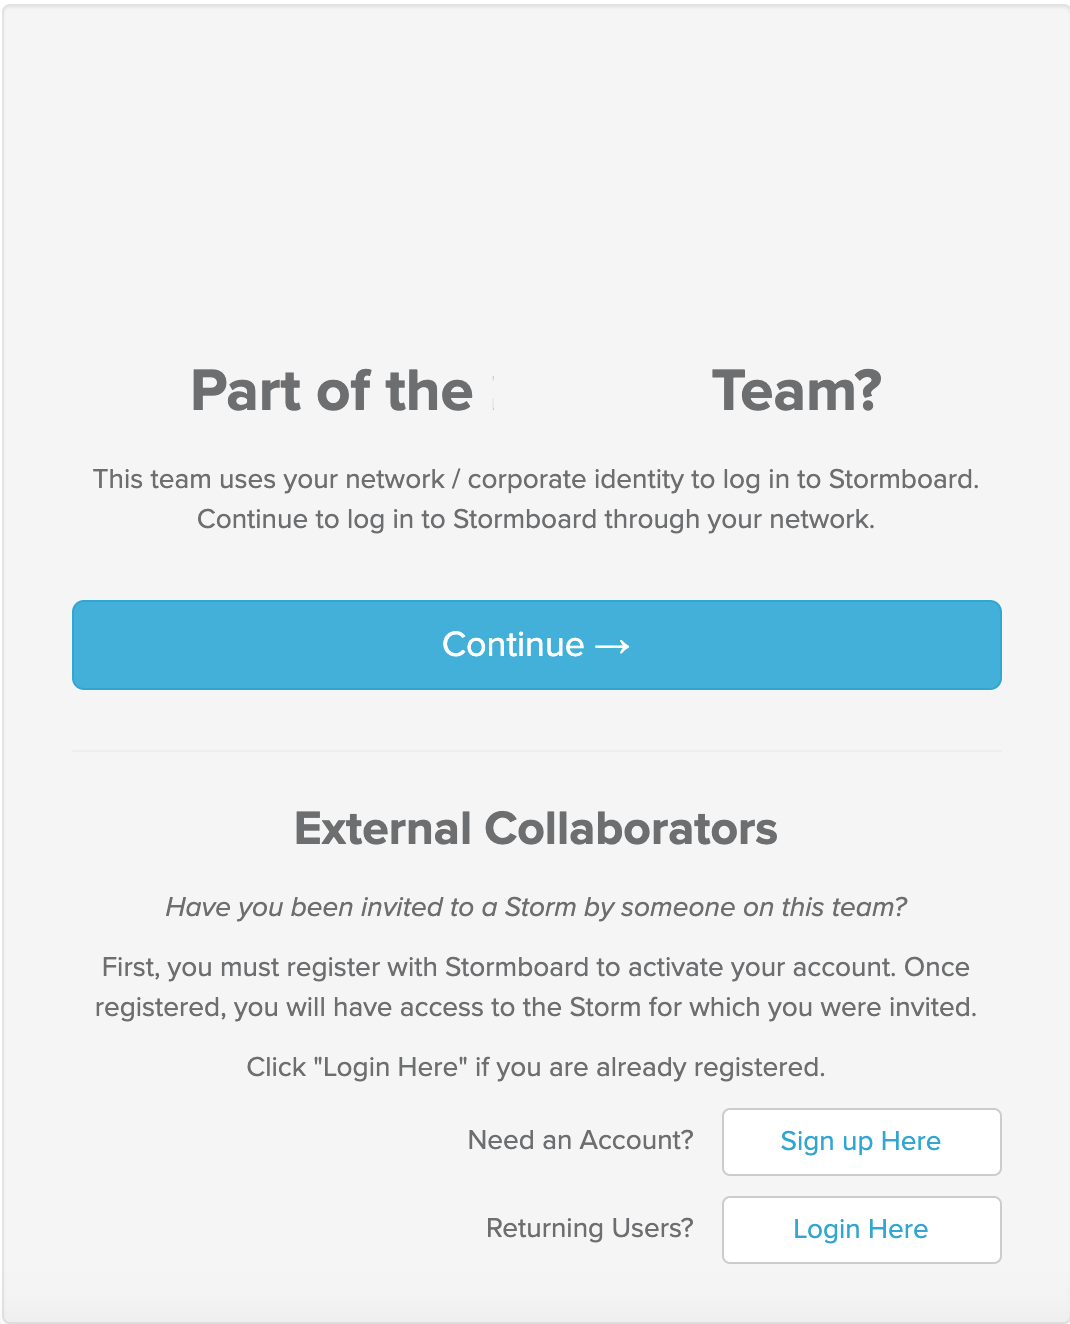 Part of the Team?
This team uses your network / corporate identity to log in to Stormboard.
Continue to log in to Stormboard through your network.
Continue →
External Collaborators
Have you been invited to a Storm by someone on this team?
First, you must register with Stormboard to activate your account. Once
registered, you will have access to the Storm for which you were invited.
Click "Login Here" if you are already registered.
Need an Account? Sign up Here
Returning Users? Login Here